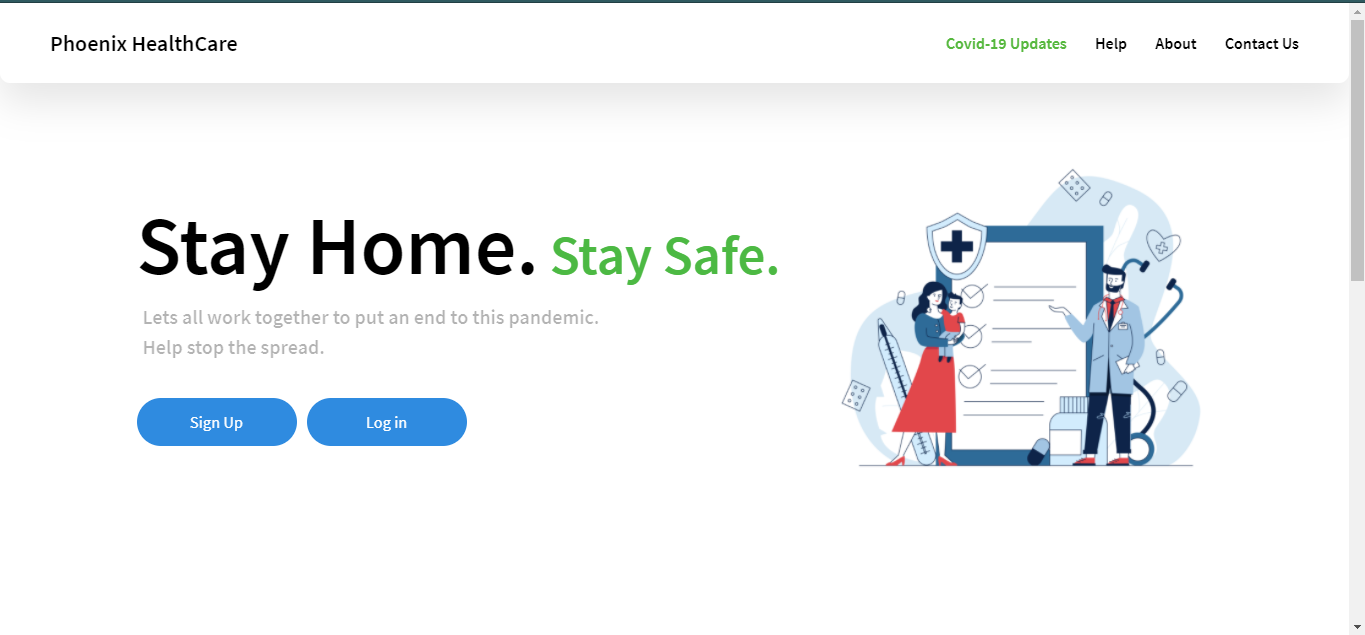 Phoenix HealthCare
Covid-19 Updates Help About Contact Us
Stay Home. Stay Safe.
Lets all work together to put an end to this pandemic.
Help stop the spread.
Sign Up Log in